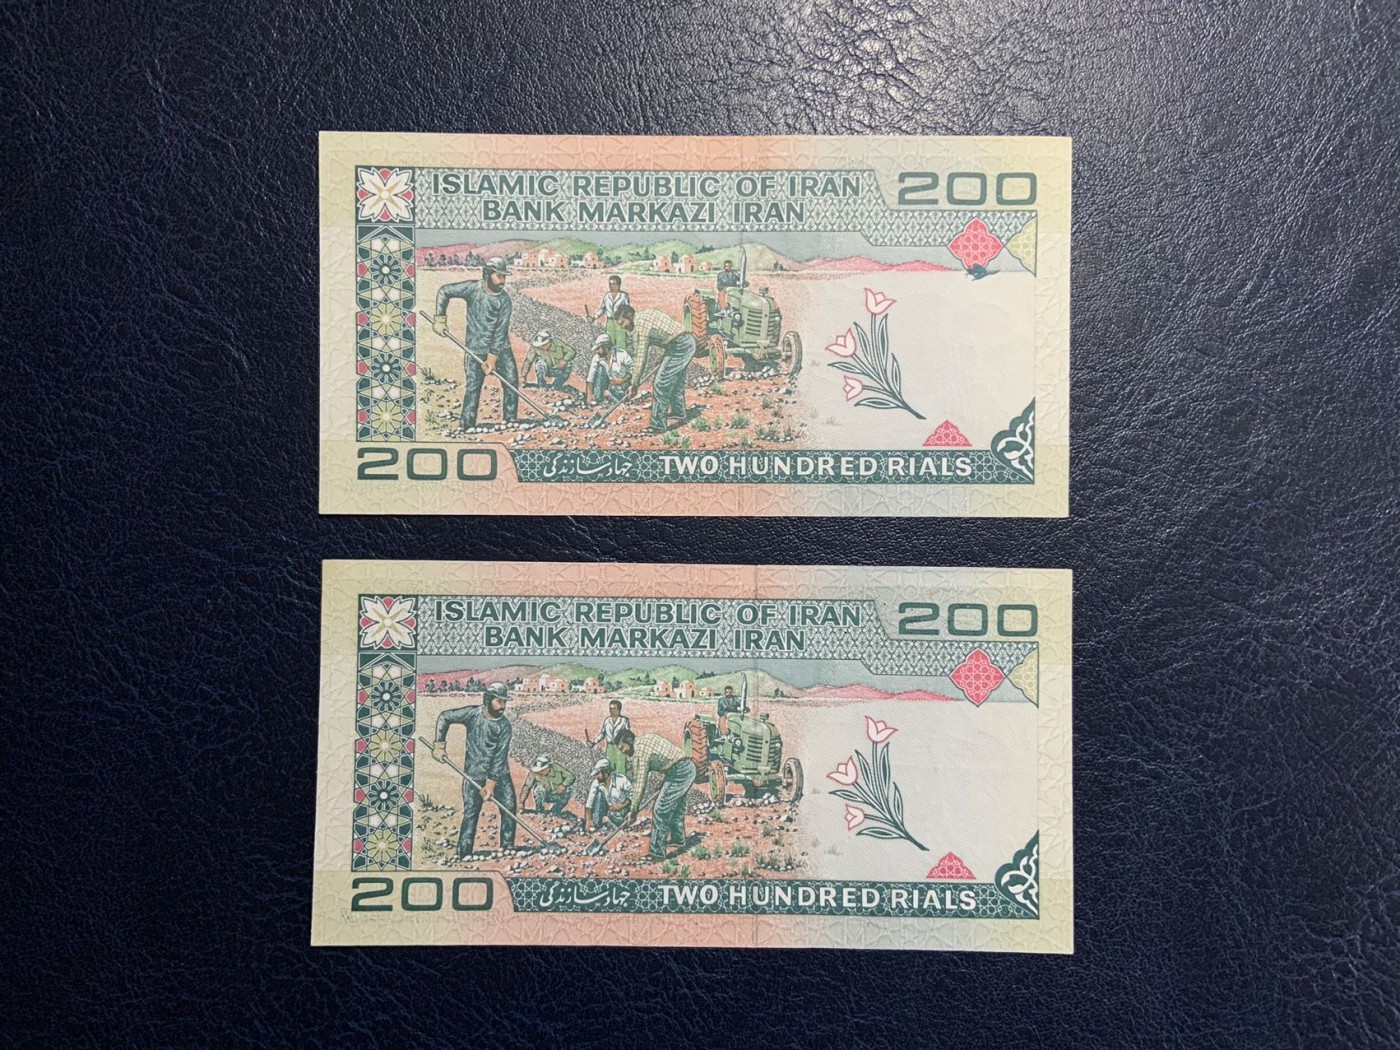 ISLAMIC REPUBLIC OF IRAN 200
BANK MARKAZI IRAN
200 جهاد سازندگی TWO HUNDRED RIALS
ISLAMIC REPUBLIC OF IRAN 200
BANK MARKAZI IRAN
200 جهاد سازندگی TWO HUNDRED RIALS